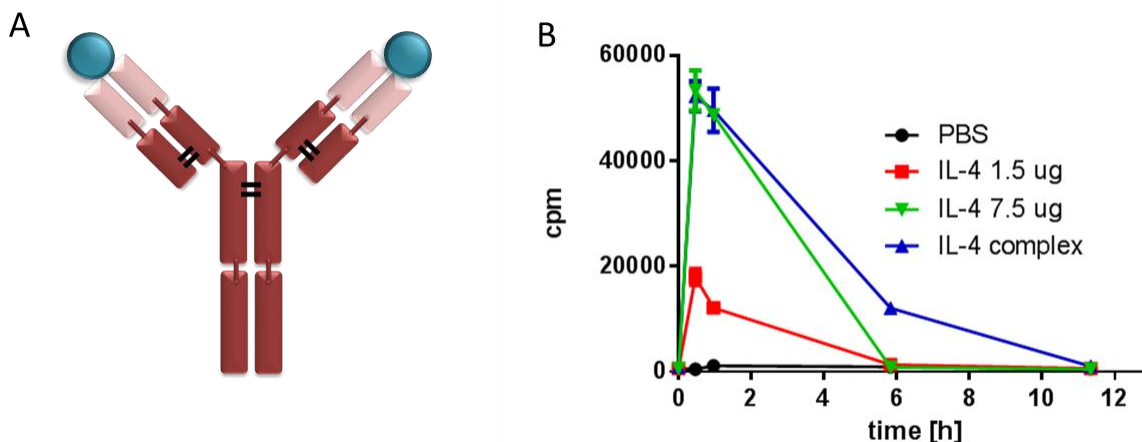 A
B
60000
40000
20000
0
cpm
0 2 4 6 8 10 12
time [h]
PBS
IL-4 1.5 ug
IL-4 7.5 ug
IL-4 complex